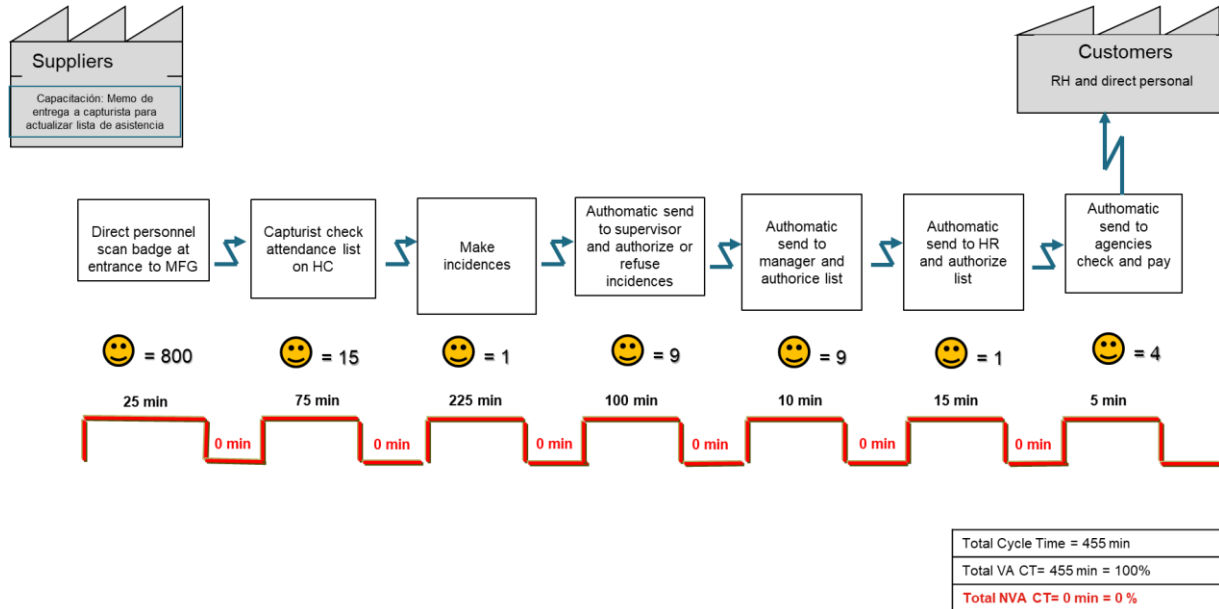 Suppliers
Capacitación: Memo de
entrega a capturista para
actualizar lista de asistencia
Customers
RH and direct personal
Direct personnel
scan badge at
entrance to MFG
Capturist check
attendance list
on HC
Make
incidences
Authomatic send
to supervisor
and authorize or
refuse
incidences
Authomatic
send to
manager and
authorice list
Authomatic
send to HR
and authorize
list
Authomatic
send to
agencies
check and pay
= 800
= 15
= 1
= 9
= 9
= 1
= 4
25 min
75 min
225 min
100 min
10 min
15 min
5 min
0 min
0 min
0 min
0 min
0 min
0 min
Total Cycle Time = 455 min
Total VA CT= 455 min = 100%
Total NVA CT= 0 min = 0 %